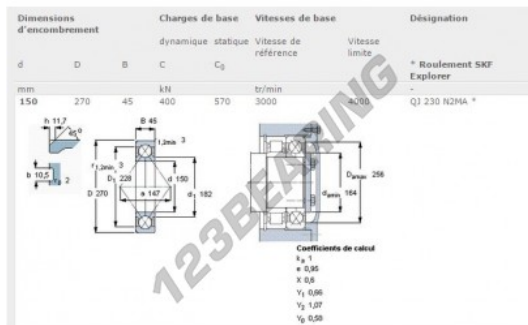 Dimensions d'encombrement Charges de base Vitesses de base Désignation
dynamique statique Vitesse de référence Vitesse limite
d D B C C0 * Roulement SKF Explorer
mm kN tr/min -
150 270 45 400 570 3000 4000 QJ 230 N2MA *
h 11,7
45°
b 10,5
r0 2
B 45
r1,2min 3
r1,2min 3
D 270
D1 228
a 147
d 150
d1 182
Damax 256
damin 164
123BEARING
Coefficients de calcul
ka 1
e 0,95
X 0,6
Y1 0,66
Y2 1,07
Y0 0,58